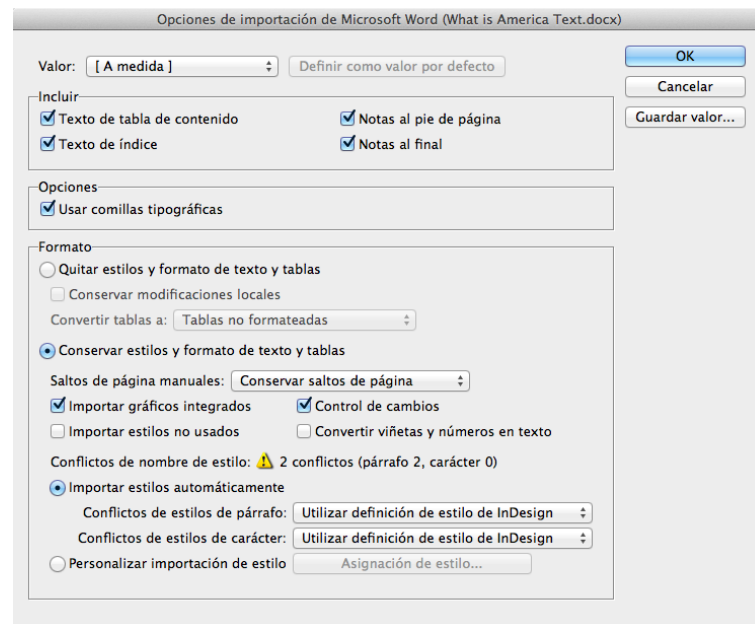 Opciones de importación de Microsoft Word (What is America Text.docx)
Valor: [ A medida ] Definir como valor por defecto
OK
Cancelar
Guardar valor...
Incluir
Texto de tabla de contenido Notas al pie de página
Texto de índice Notas al final
Opciones
Usar comillas tipográficas
Formato
Quitar estilos y formato de texto y tablas
Conservar modificaciones locales
Convertir tablas a: Tablas no formateadas
Conservar estilos y formato de texto y tablas
Saltos de página manuales: Conservar saltos de página
Importar gráficos integrados Control de cambios
Importar estilos no usados Convertir viñetas y números en texto
Conflictos de nombre de estilo: 2 conflictos (párrafo 2, carácter 0)
Importar estilos automáticamente
Conflictos de estilos de párrafo: Utilizar definición de estilo de InDesign
Conflictos de estilos de carácter: Utilizar definición de estilo de InDesign
Personalizar importación de estilo Asignación de estilo...